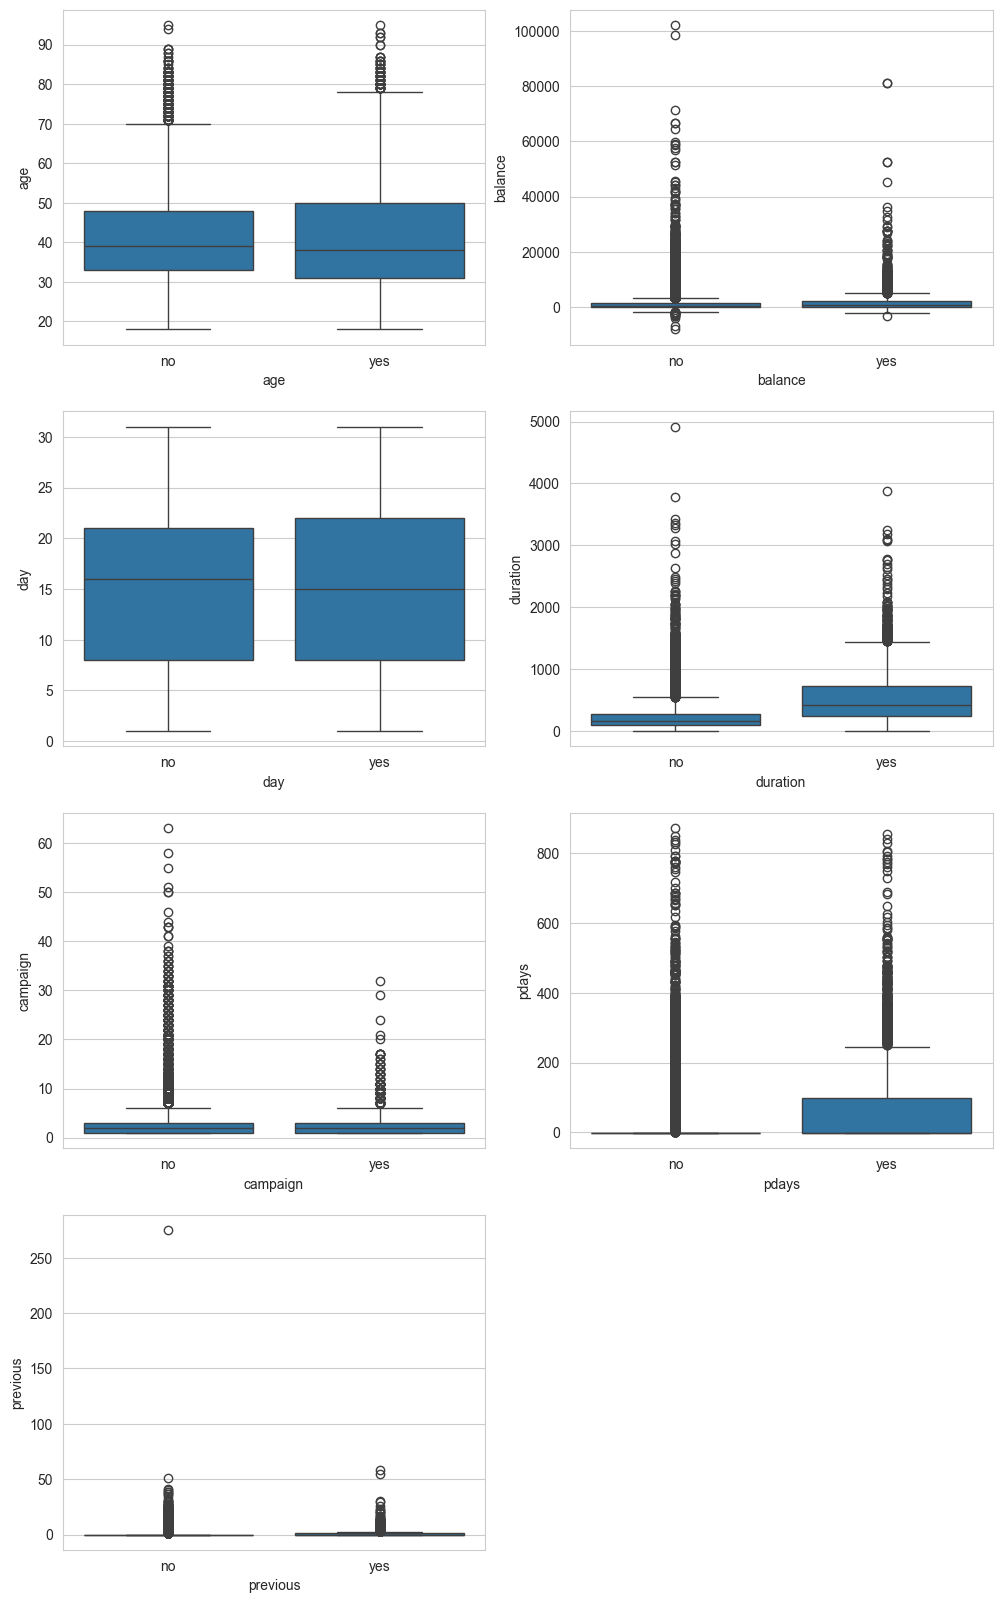 90
80
70
60
50
40
30
20
age
no yes
age
100000
80000
60000
40000
20000
0
balance
no yes
balance
30
25
20
15
10
5
0
day
no yes
day
5000
4000
3000
2000
1000
0
duration
no yes
duration
60
50
40
30
20
10
0
campaign
no yes
campaign
800
600
400
200
0
pdays
no yes
pdays
250
200
150
100
50
0
previous
no yes
previous